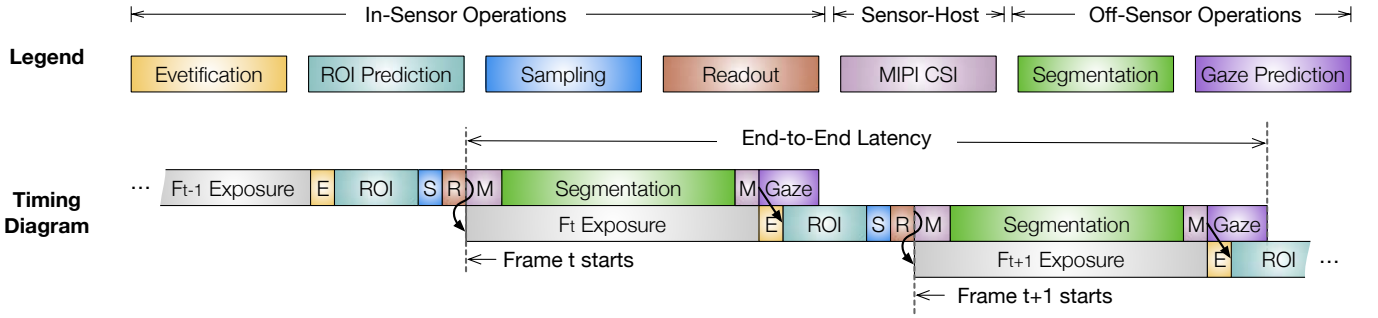 In-Sensor Operations Sensor-Host Off-Sensor Operations
Legend
Evetification ROI Prediction Sampling Readout MIPI CSI Segmentation Gaze Prediction
End-to-End Latency
... Ft-1 Exposure E ROI S R M Segmentation M Gaze
Timing
Diagram
Ft Exposure E ROI S R M Segmentation M Gaze
Frame t starts
Ft+1 Exposure E ROI ...
Frame t+1 starts